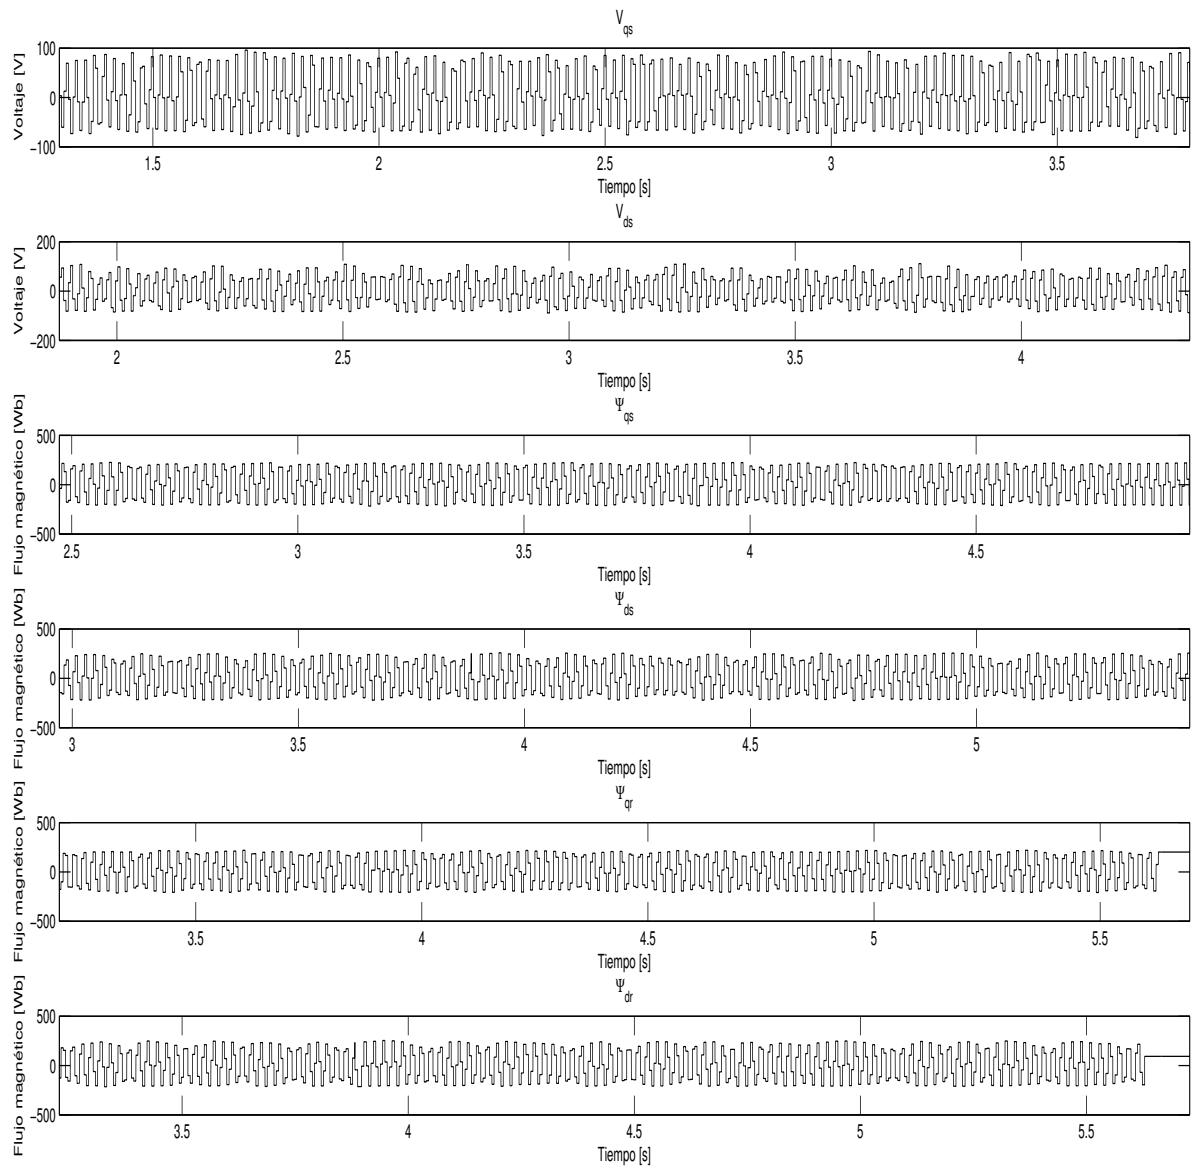 V_qs
Voltaje [V]
100
0
−100
1.5 2 2.5 3 3.5
Tiempo [s]
V_ds
Voltaje [V]
200
0
−200
2 2.5 3 3.5 4
Tiempo [s]
Ψ_qs
Flujo magnético [Wb]
500
0
−500
2.5 3 3.5 4 4.5
Tiempo [s]
Ψ_ds
Flujo magnético [Wb]
500
0
−500
3 3.5 4 4.5 5
Tiempo [s]
Ψ_qr
Flujo magnético [Wb]
500
0
−500
3.5 4 4.5 5 5.5
Tiempo [s]
Ψ_dr
Flujo magnético [Wb]
500
0
−500
3.5 4 4.5 5 5.5
Tiempo [s]